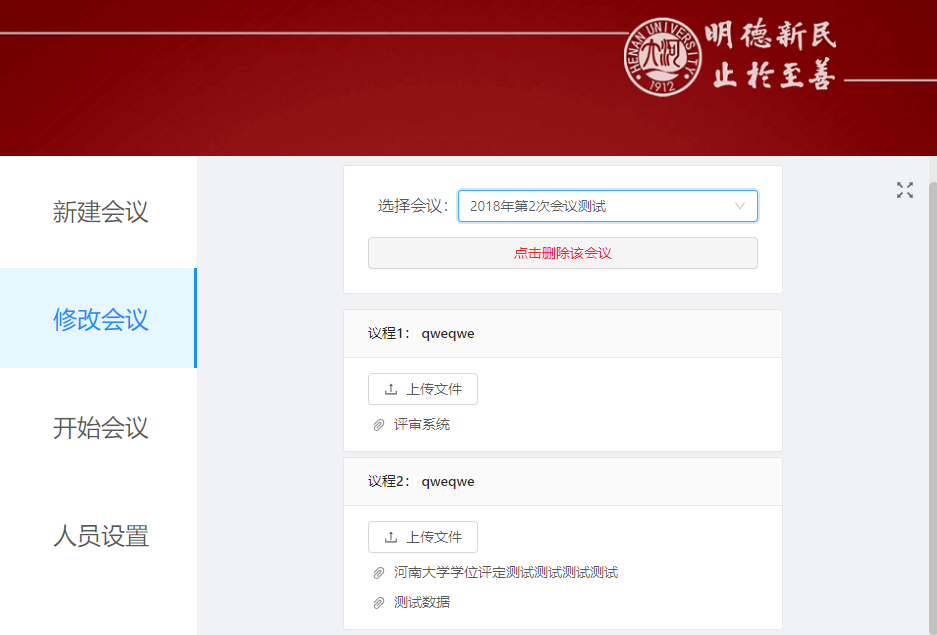 HENAN UNIVERSITY
1912
明德新民
止於至善
新建会议
修改会议
开始会议
人员设置
选择会议: 2018年第2次会议测试
点击删除该会议
议程1: qweqwe
上传文件
评审系统
议程2: qweqwe
上传文件
河南大学学位评定测试测试测试测试
测试数据